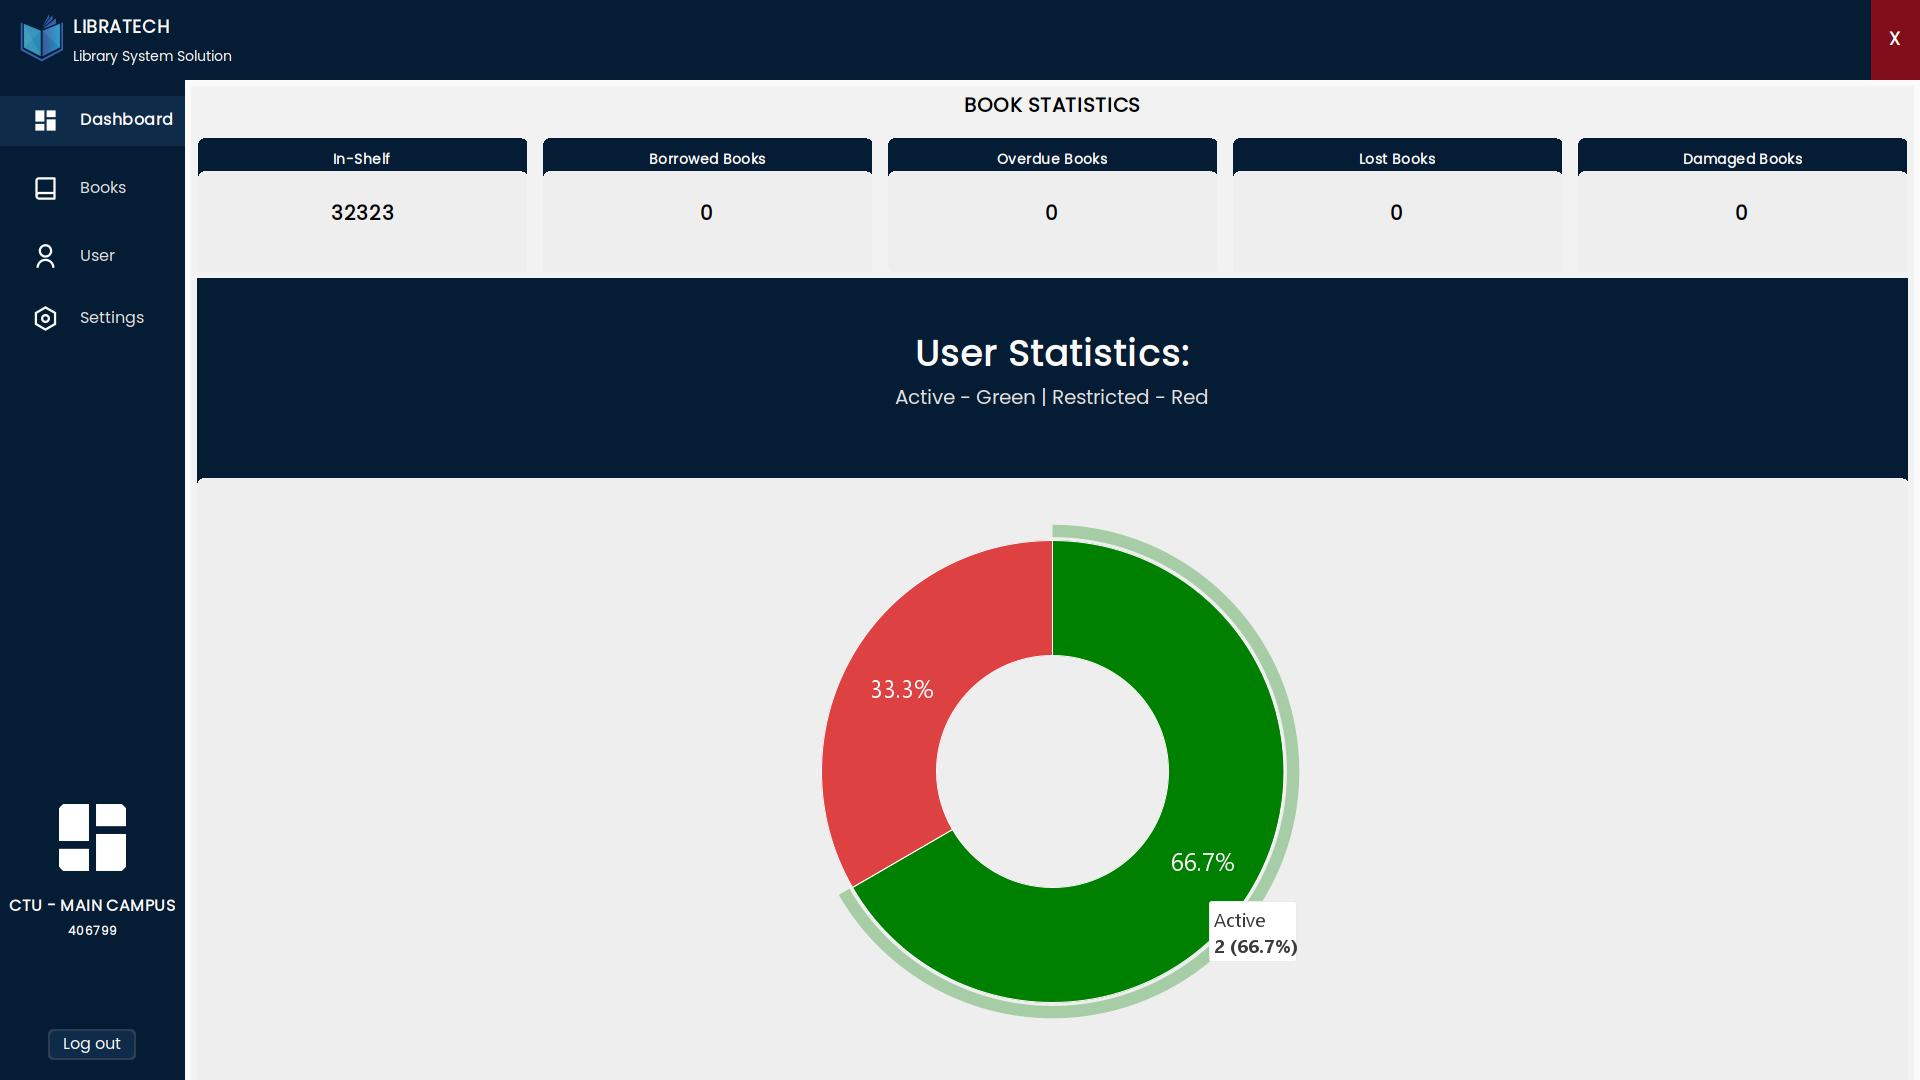 LIBRATECH
Library System Solution
X
Dashboard
Books
User
Settings
CTU - MAIN CAMPUS
406799
Log out
BOOK STATISTICS
In-Shelf
32323
Borrowed Books
0
Overdue Books
0
Lost Books
0
Damaged Books
0
User Statistics:
Active - Green | Restricted - Red
33.3%
66.7%
Active
2 (66.7%)